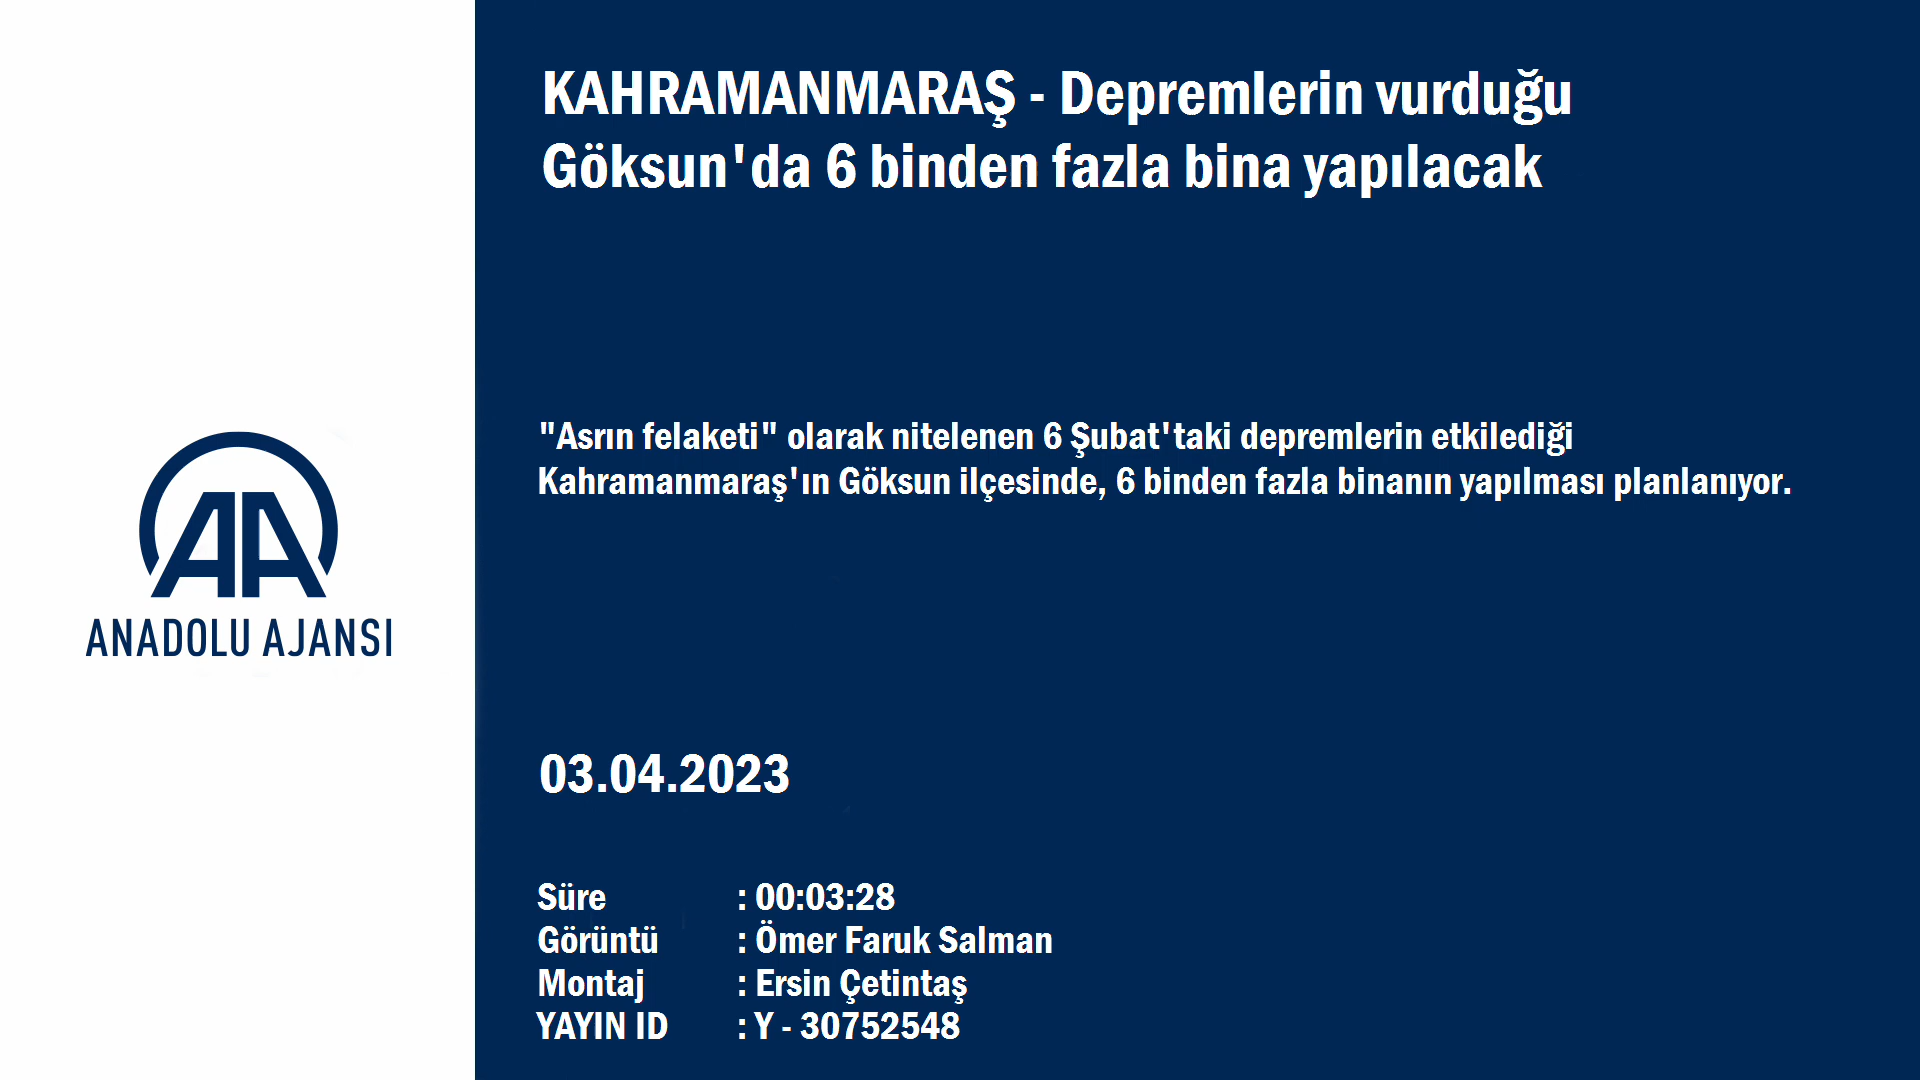 KAHRAMANMARAŞ - Depremlerin vurduğu
Göksun'da 6 binden fazla bina yapılacak
"Asrın felaketi" olarak nitelenen 6 Şubat'taki depremlerin etkilediği
Kahramanmaraş'ın Göksun ilçesinde, 6 binden fazla binanın yapılması planlanıyor.
AA
ANADOLU AJANSI
03.04.2023
Süre : 00:03:28
Görüntü : Ömer Faruk Salman
Montaj : Ersin Çetintaş
YAYIN ID : Y - 30752548